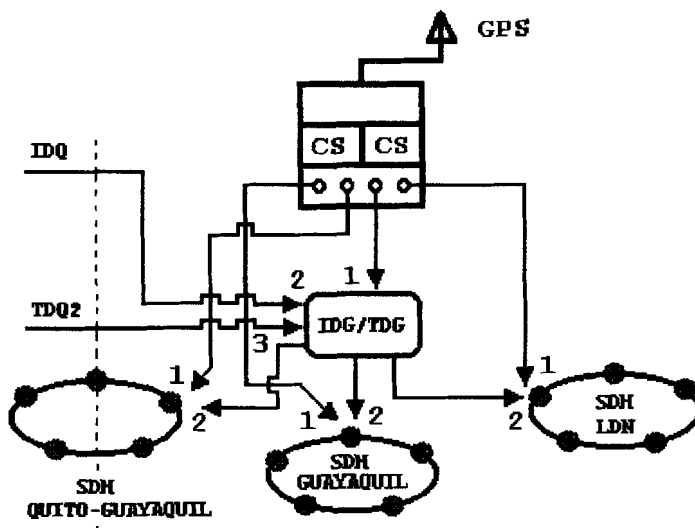 GPS
CS CS
IDQ
2 1
TDQ2
IDG/TDG
3
1
1
2
1
2
2
SDH
LDN
SDH
GUAYAQUIL
SDH
QUITO-GUAYAQUIL